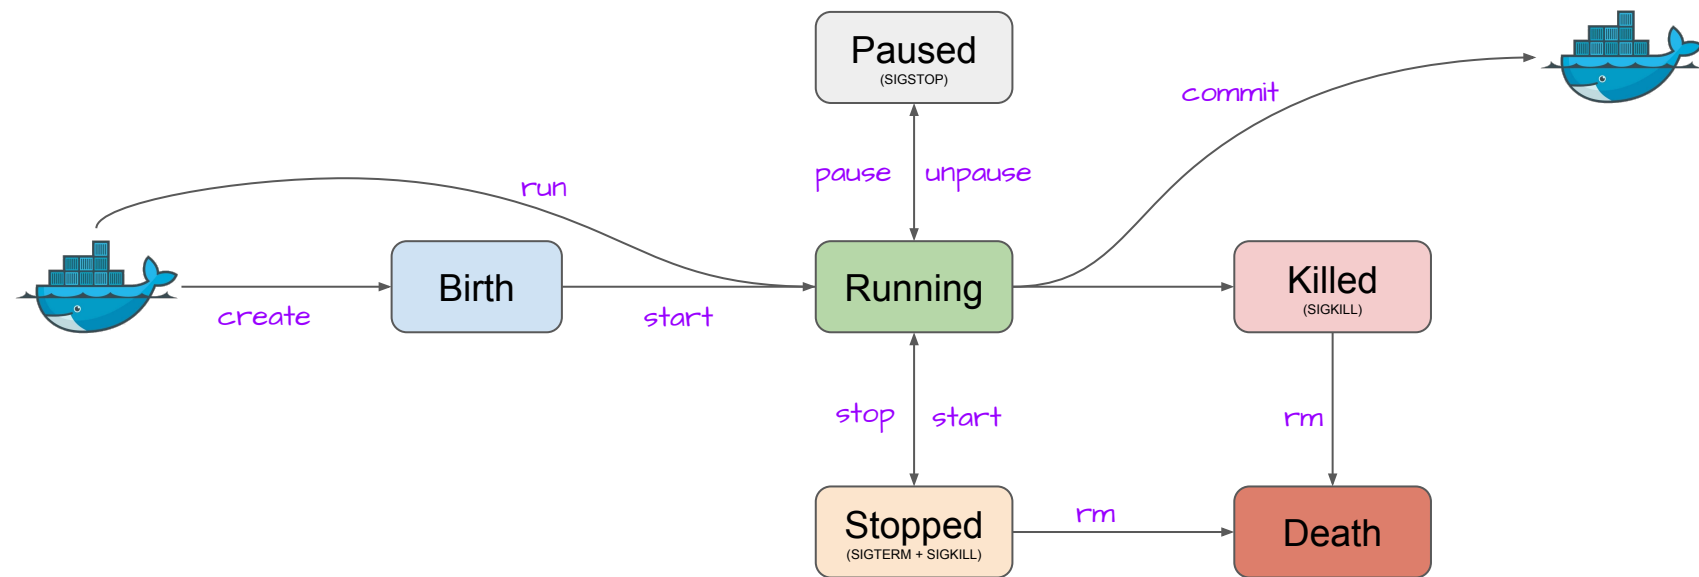 Paused
(SIGSTOP)
commit
pause
unpause
run
Birth
Running
Killed
(SIGKILL)
create
start
stop
start
rm
Stopped
(SIGTERM + SIGKILL)
rm
Death